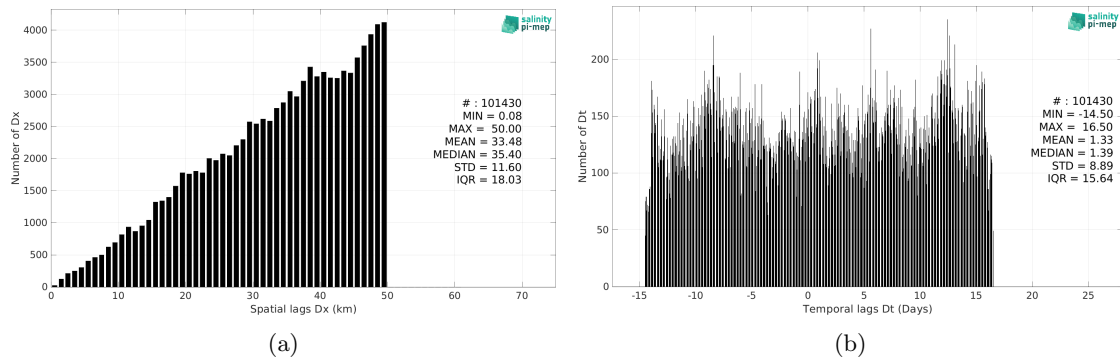 4000
3500
3000
2500
2000
1500
1000
500
0
Number of Dx
salinity
pi-mep
# : 101430
MIN = 0.08
MAX = 50.00
MEAN = 33.48
MEDIAN = 35.40
STD = 11.60
IQR = 18.03
0 10 20 30 40 50 60 70
Spatial lags Dx (km)
(a)
200
150
100
50
0
Number of Dt
salinity
pi-mep
# : 101430
MIN = -14.50
MAX = 16.50
MEAN = 1.33
MEDIAN = 1.39
STD = 8.89
IQR = 15.64
-15 -10 -5 0 5 10 15 20 25
Temporal lags Dt (Days)
(b)